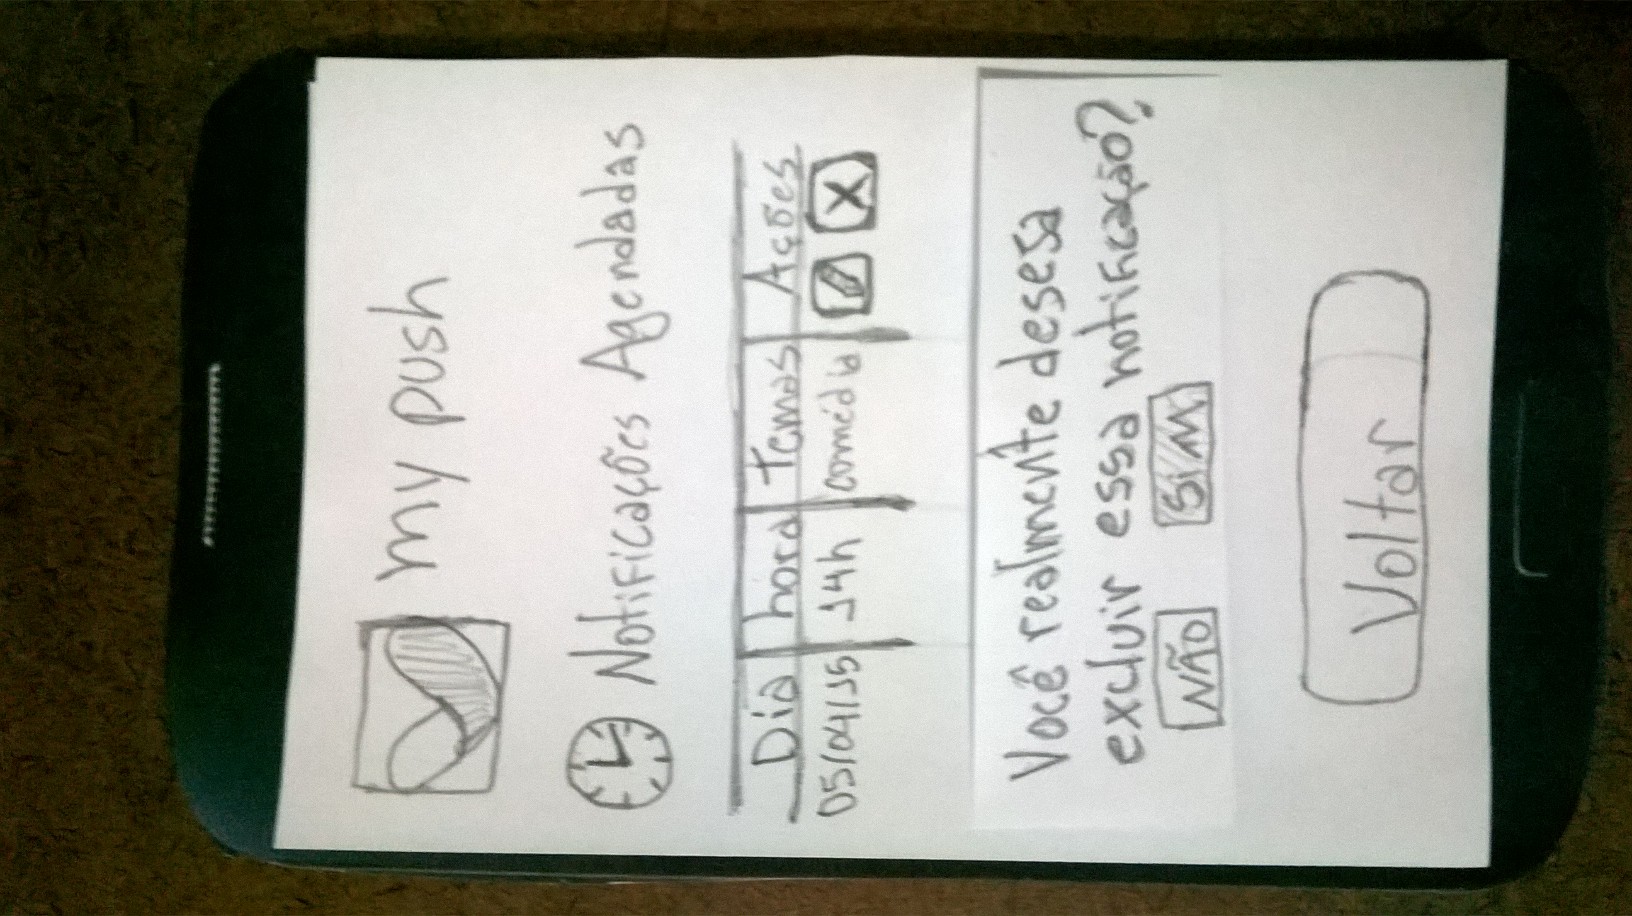 my push
Notificações Agendadas
Dia hora temas Ações
05/04/15 14h comédia X
Você realmente desesa
excluir essa notificação?
NÃO SiM
Voltar